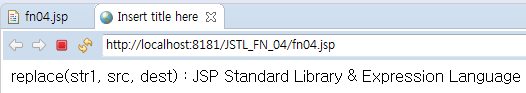 fn04.jsp Insert title here
http://localhost:8181/JSTL_FN_04/fn04.jsp
replace(str1, src, dest) : JSP Standard Library & Expression Language